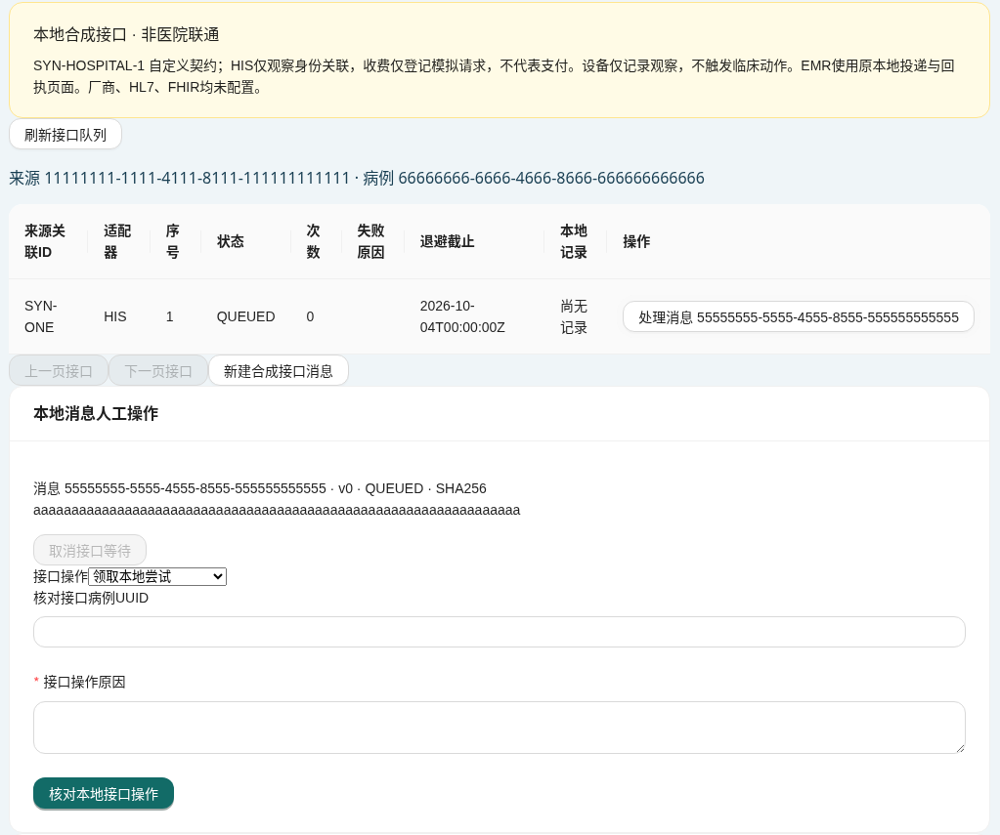 本地合成接口 · 非医院联通
SYN-HOSPITAL-1 自定义契约；HIS仅观察身份关联，收费仅登记模拟请求，不代表支付。设备仅记录观察，不触发临床动作。EMR使用原本地投递与回
执页面。厂商、HL7、FHIR均未配置。
刷新接口队列
来源 11111111-1111-4111-8111-111111111111 · 病例 66666666-6666-4666-8666-666666666666
来源关联ID 适配器 序号 状态 次数 失败原因 退避截止 本地记录 操作
SYN-ONE HIS 1 QUEUED 0 2026-10-04T00:00:00Z 尚无记录 处理消息 55555555-5555-4555-8555-555555555555
上一页接口 下一页接口 新建合成接口消息
本地消息人工操作
消息 55555555-5555-4555-8555-555555555555 · v0 · QUEUED · SHA256
aaaaaaaaaaaaaaaaaaaaaaaaaaaaaaaaaaaaaaaaaaaaaaaaaaaaaaaaaaaaaaaa
取消接口等待
接口操作 领取本地尝试
核对接口病例UUID
* 接口操作原因
核对本地接口操作